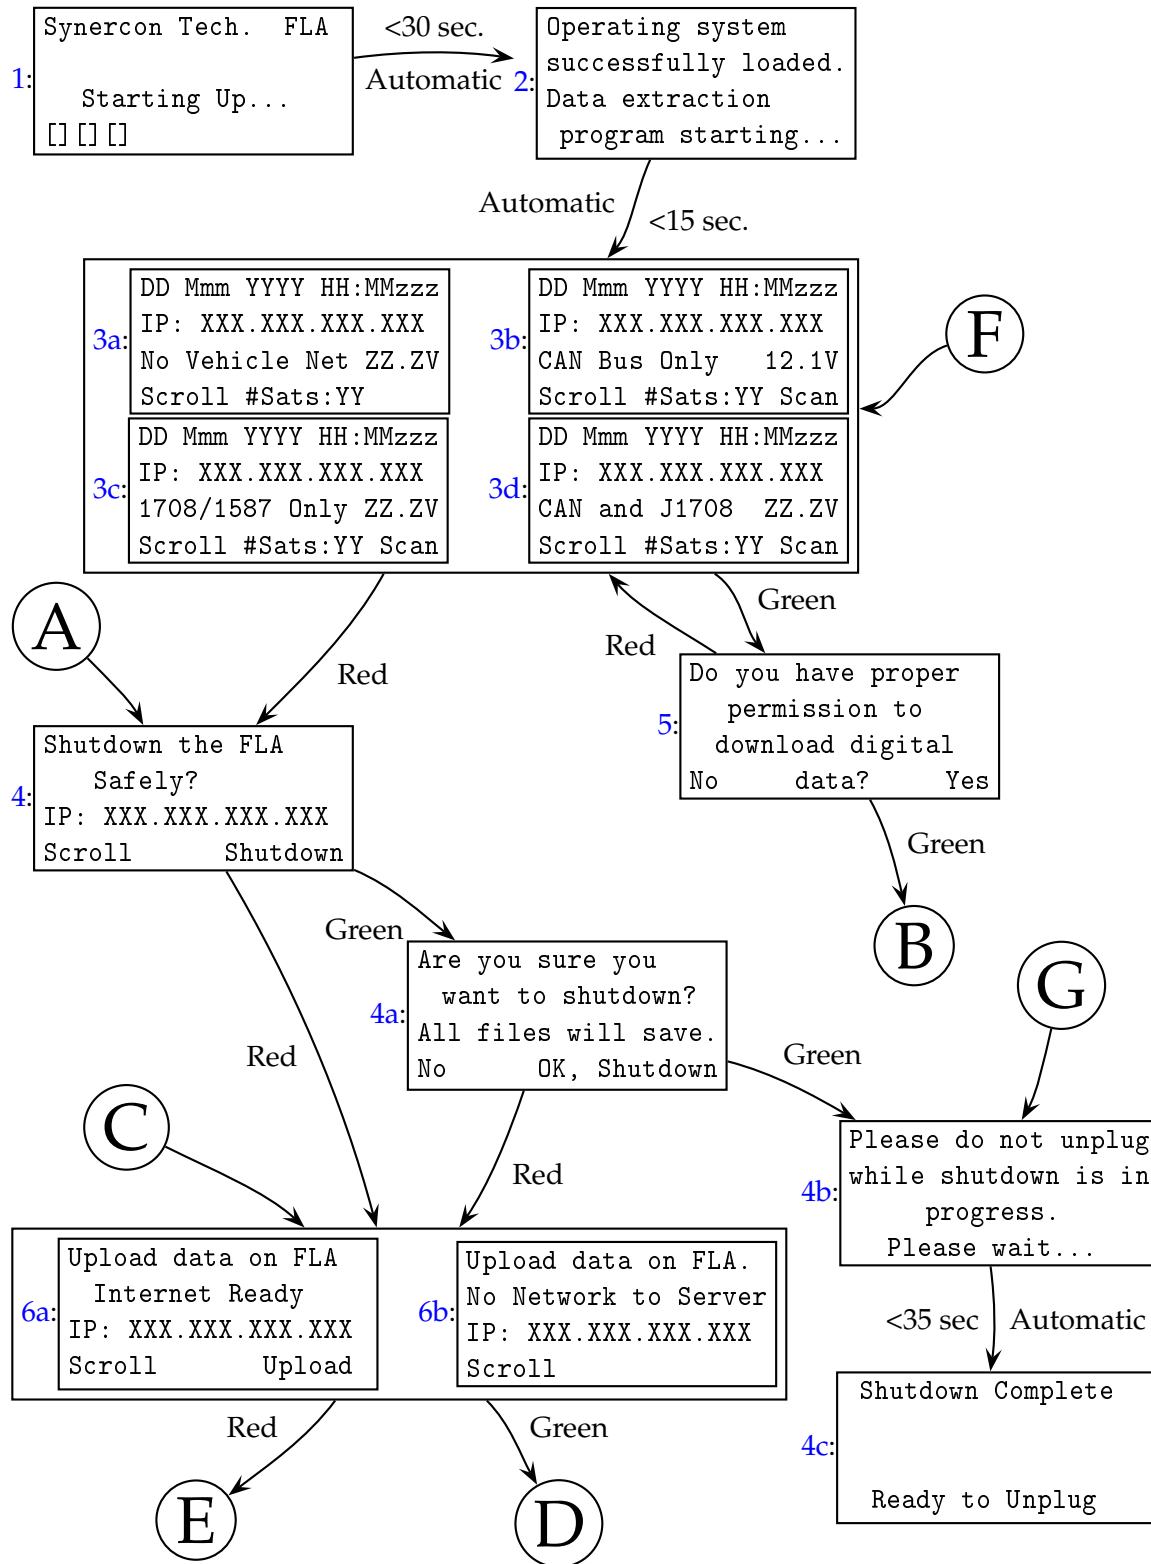 Synercon Tech.  FLA
1:
Starting Up...
[] [] []
<30 sec.
Automatic
2:
Operating system
successfully loaded.
Data extraction
program starting...
Automatic
<15 sec.
3a:
DD Mmm YYYY HH:MMzzz
IP: XXX.XXX.XXX.XXX
No Vehicle Net ZZ.ZV
Scroll #Sats:YY
3b:
DD Mmm YYYY HH:MMzzz
IP: XXX.XXX.XXX.XXX
CAN Bus Only   12.1V
Scroll #Sats:YY Scan
F
3c:
DD Mmm YYYY HH:MMzzz
IP: XXX.XXX.XXX.XXX
1708/1587 Only ZZ.ZV
Scroll #Sats:YY Scan
3d:
DD Mmm YYYY HH:MMzzz
IP: XXX.XXX.XXX.XXX
CAN and J1708  ZZ.ZV
Scroll #Sats:YY Scan
A
Red
Red
Green
5:
Do you have proper
permission to
download digital
No     data?     Yes
4:
Shutdown the FLA
Safely?
IP: XXX.XXX.XXX.XXX
Scroll      Shutdown
Green
B
Green
4a:
Are you sure you
want to shutdown?
All files will save.
No      OK, Shutdown
G
Red
Green
C
Red
4b:
Please do not unplug
while shutdown is in
progress.
Please wait...
6a:
Upload data on FLA
Internet Ready
IP: XXX.XXX.XXX.XXX
Scroll       Upload
6b:
Upload data on FLA.
No Network to Server
IP: XXX.XXX.XXX.XXX
Scroll
<35 sec
Automatic
4c:
Shutdown Complete
Ready to Unplug
Red
Green
E
D